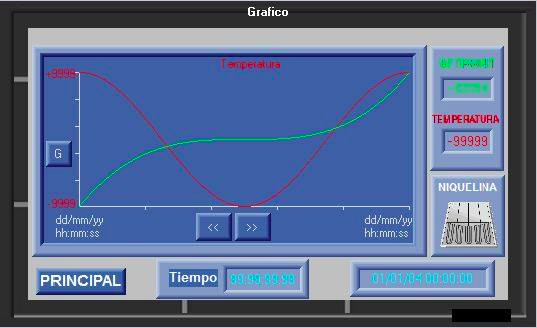 Grafico
Temperatura
+9999
G
-9999
dd/mm/yy
hh:mm:ss
<<
>>
dd/mm/yy
hh:mm:ss
TEMPERATURA
-99999
NIQUELINA
PRINCIPAL
Tiempo
99:99:99:99
01/01/04 00:00:00